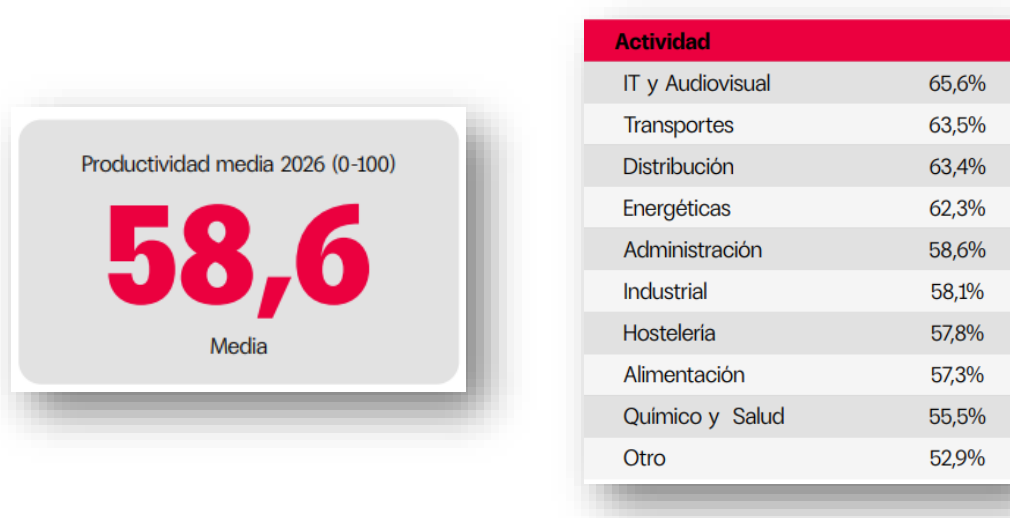 Productividad media 2026 (0-100)
58,6
Media
Actividad
IT y Audiovisual 65,6%
Transportes 63,5%
Distribución 63,4%
Energéticas 62,3%
Administración 58,6%
Industrial 58,1%
Hostelería 57,8%
Alimentación 57,3%
Químico y Salud 55,5%
Otro 52,9%